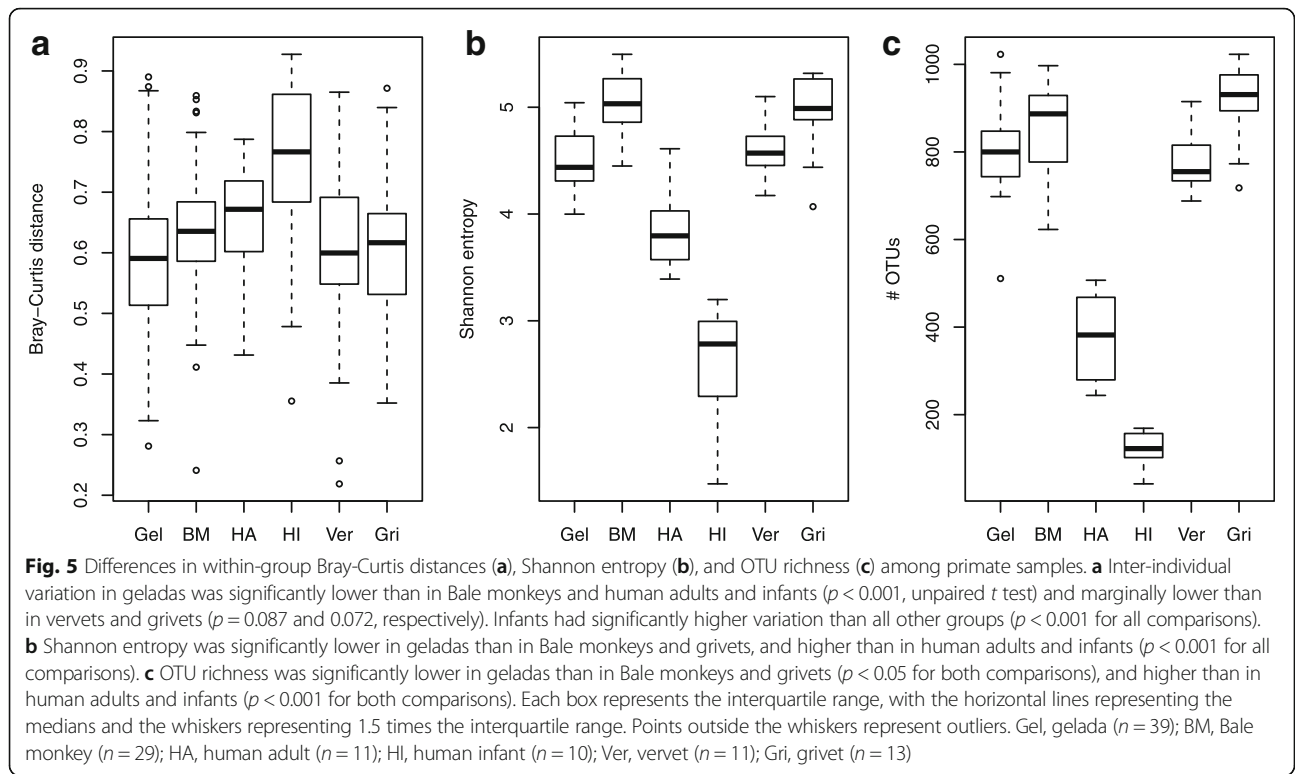 a
b
c
Bray−Curtis distance
0.9
0.8
0.7
0.6
0.5
0.4
0.3
0.2
Gel BM HA HI Ver Gri
Shannon entropy
5
4
3
2
Gel BM HA HI Ver Gri
# OTUs
1000
800
600
400
200
Gel BM HA HI Ver Gri
Fig. 5 Differences in within-group Bray-Curtis distances (a), Shannon entropy (b), and OTU richness (c) among primate samples. a Inter-individual
variation in geladas was significantly lower than in Bale monkeys and human adults and infants (p < 0.001, unpaired t test) and marginally lower than
in vervets and grivets (p = 0.087 and 0.072, respectively). Infants had significantly higher variation than all other groups (p < 0.001 for all comparisons).
b Shannon entropy was significantly lower in geladas than in Bale monkeys and grivets, and higher than in human adults and infants (p < 0.001 for all
comparisons). c OTU richness was significantly lower in geladas than in Bale monkeys and grivets (p < 0.05 for both comparisons), and higher than in
human adults and infants (p < 0.001 for both comparisons). Each box represents the interquartile range, with the horizontal lines representing the
medians and the whiskers representing 1.5 times the interquartile range. Points outside the whiskers represent outliers. Gel, gelada (n = 39); BM, Bale
monkey (n = 29); HA, human adult (n = 11); HI, human infant (n = 10); Ver, vervet (n = 11); Gri, grivet (n = 13)